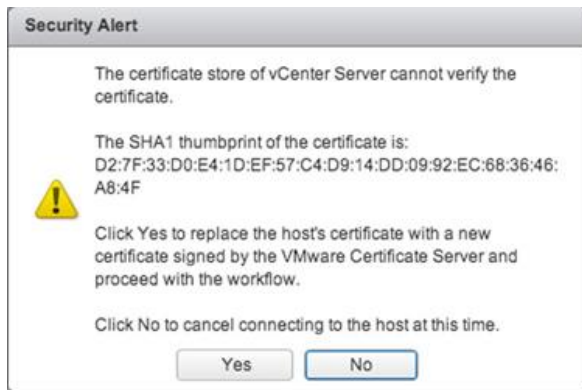 Security Alert
The certificate store of vCenter Server cannot verify the
certificate.
The SHA1 thumbprint of the certificate is:
D2:7F:33:D0:E4:1D:EF:57:C4:D9:14:DD:09:92:EC:68:36:46:
A8:4F
Click Yes to replace the host's certificate with a new
certificate signed by the VMware Certificate Server and
proceed with the workflow.
Click No to cancel connecting to the host at this time.
Yes No